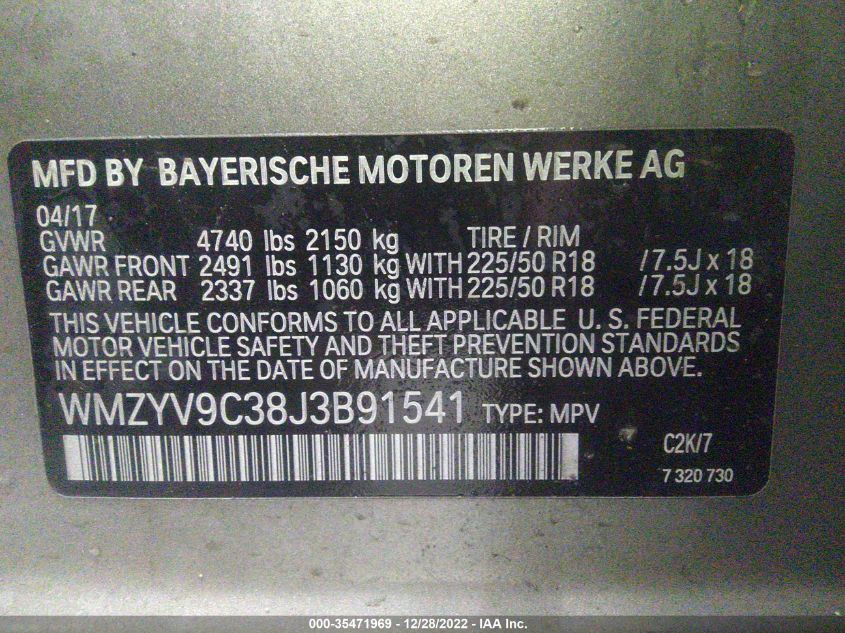 MFD BY BAYERISCHE MOTOREN WERKE AG
04/17
GVWR 4740 lbs 2150 kg TIRE / RIM
GAWR FRONT 2491 lbs 1130 kg WITH 225/50 R18 / 7.5J x 18
GAWR REAR 2337 lbs 1060 kg WITH 225/50 R18 / 7.5J x 18
THIS VEHICLE CONFORMS TO ALL APPLICABLE U. S. FEDERAL
MOTOR VEHICLE SAFETY AND THEFT PREVENTION STANDARDS
IN EFFECT ON THE DATE OF MANUFACTURE SHOWN ABOVE.
WMZYV9C38J3B91541 TYPE: MPV
C2K/7
7 320 730
000-35471969 - 12/28/2022 - IAA Inc.